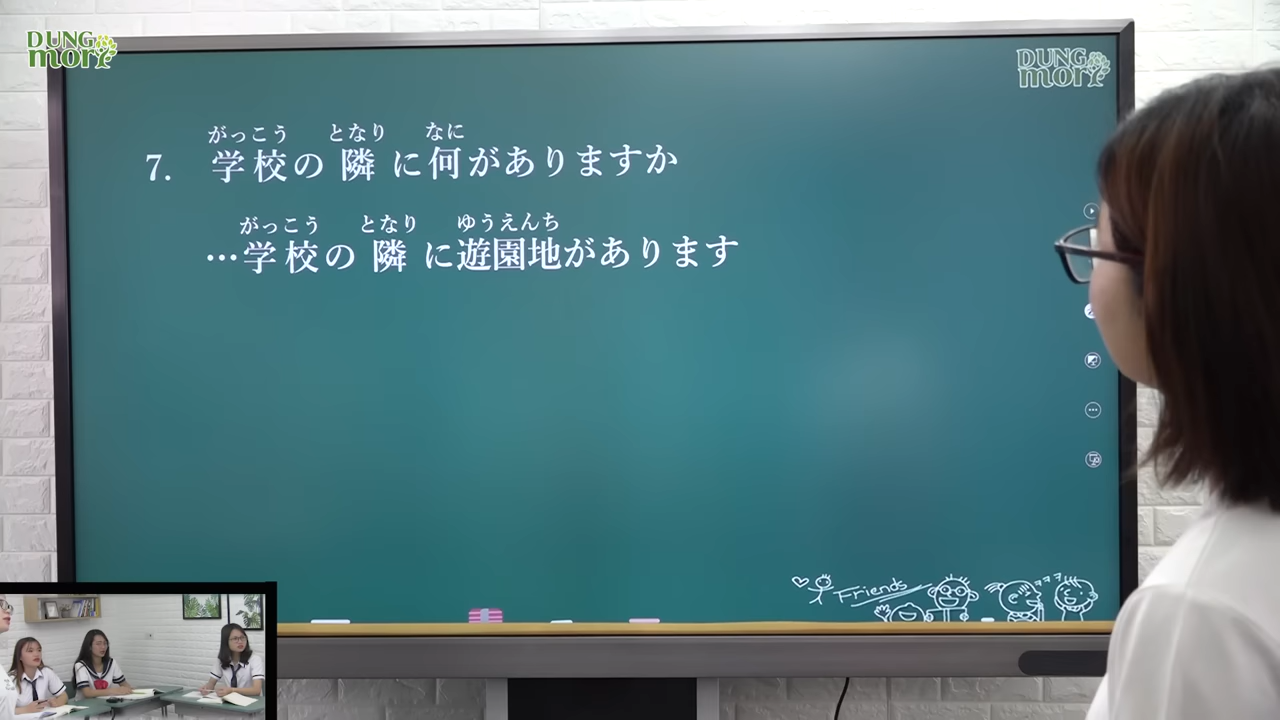 DUNG
mori
DUNG
mori
がっこう となり なに
7. 学校の隣に何がありますか
がっこう となり ゆうえんち
…学校の隣に遊園地があります
Friends